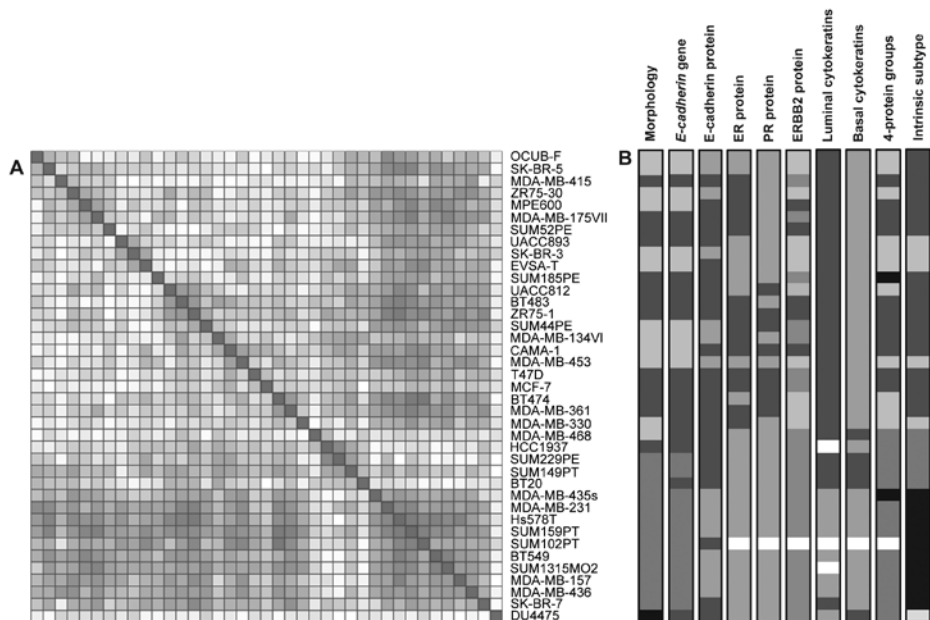 Morphology
E-cadherin gene
E-cadherin protein
ER protein
PR protein
ERBB2 protein
Luminal cytokeratins
Basal cytokeratins
4-protein groups
Intrinsic subtype
A
B
OCUB-F
SK-BR-5
MDA-MB-415
ZR75-30
MPE600
MDA-MB-175VII
SUM52PE
UACC893
SK-BR-3
EVSA-T
SUM185PE
UACC812
BT483
ZR75-1
SUM44PE
MDA-MB-134VI
CAMA-1
MDA-MB-453
T47D
MCF-7
BT474
MDA-MB-361
MDA-MB-330
MDA-MB-468
HCC1937
SUM229PE
SUM149PT
BT20
MDA-MB-435s
MDA-MB-231
Hs578T
SUM159PT
SUM102PT
BT549
SUM1315MO2
MDA-MB-157
MDA-MB-436
SK-BR-7
DU4475